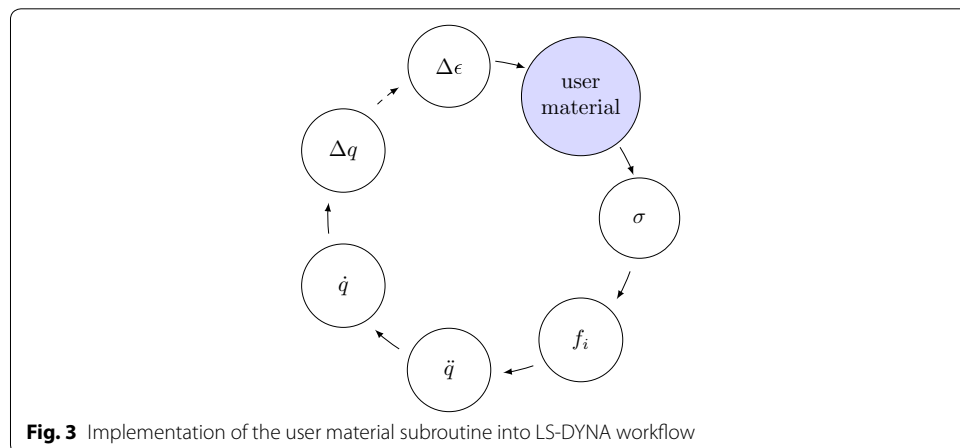 Δϵ
user
material
σ
f_i
q̈
q̇
Δq
Fig. 3 Implementation of the user material subroutine into LS-DYNA workflow